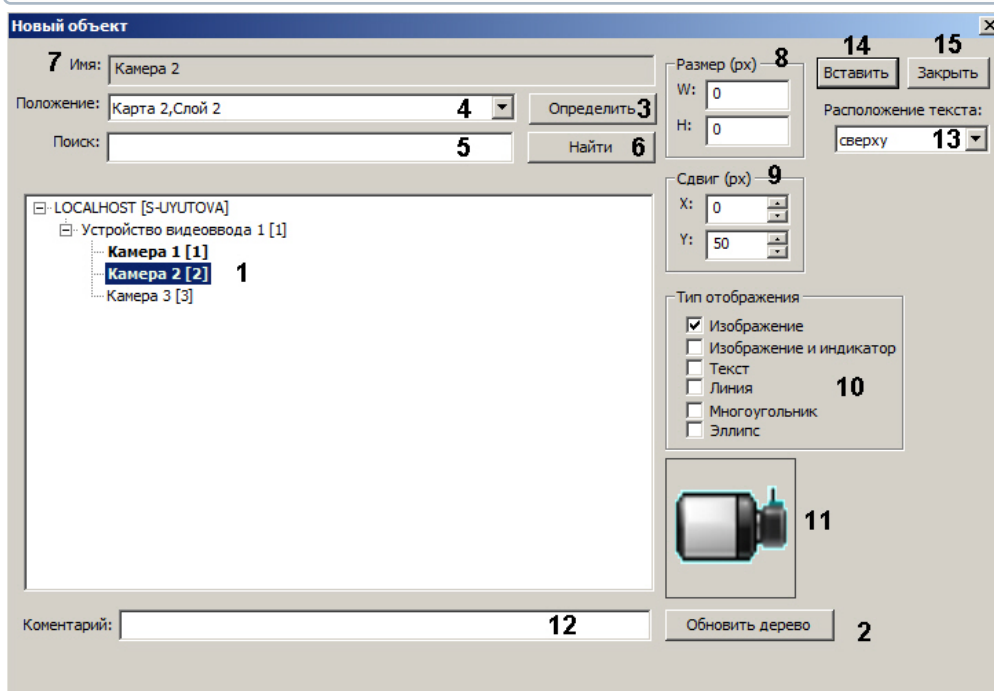 Новый объект
7 Имя: Камера 2
Положение: Карта 2,Слой 2 4 Определить 3
Поиск: 5 Найти 6
LOCALHOST [S-UYUTOVA]
Устройство видеоввода 1 [1]
Камера 1 [1]
Камера 2 [2] 1
Камера 3 [3]
Коментарий: 12
Обновить дерево 2
Размер (px) 8
W: 0
H: 0
Сдвиг (px) 9
X: 0
Y: 50
Тип отображения
Изображение
Изображение и индикатор
Текст
Линия 10
Многоугольник
Эллипс
11
14 15
Вставить Закрыть
Расположение текста:
сверху 13